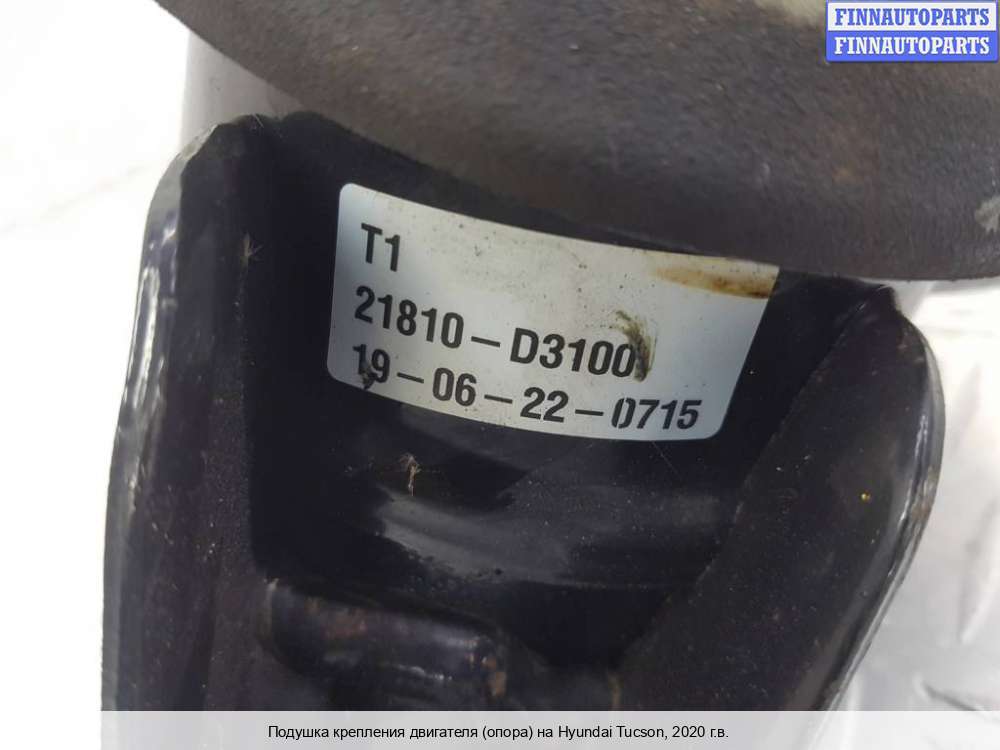 FINNAUTOPARTS
FINNAUTOPARTS
T1
21810-D3100
19-06-22-0715
Подушка крепления двигателя (опора) на Hyundai Tucson, 2020 г.в.